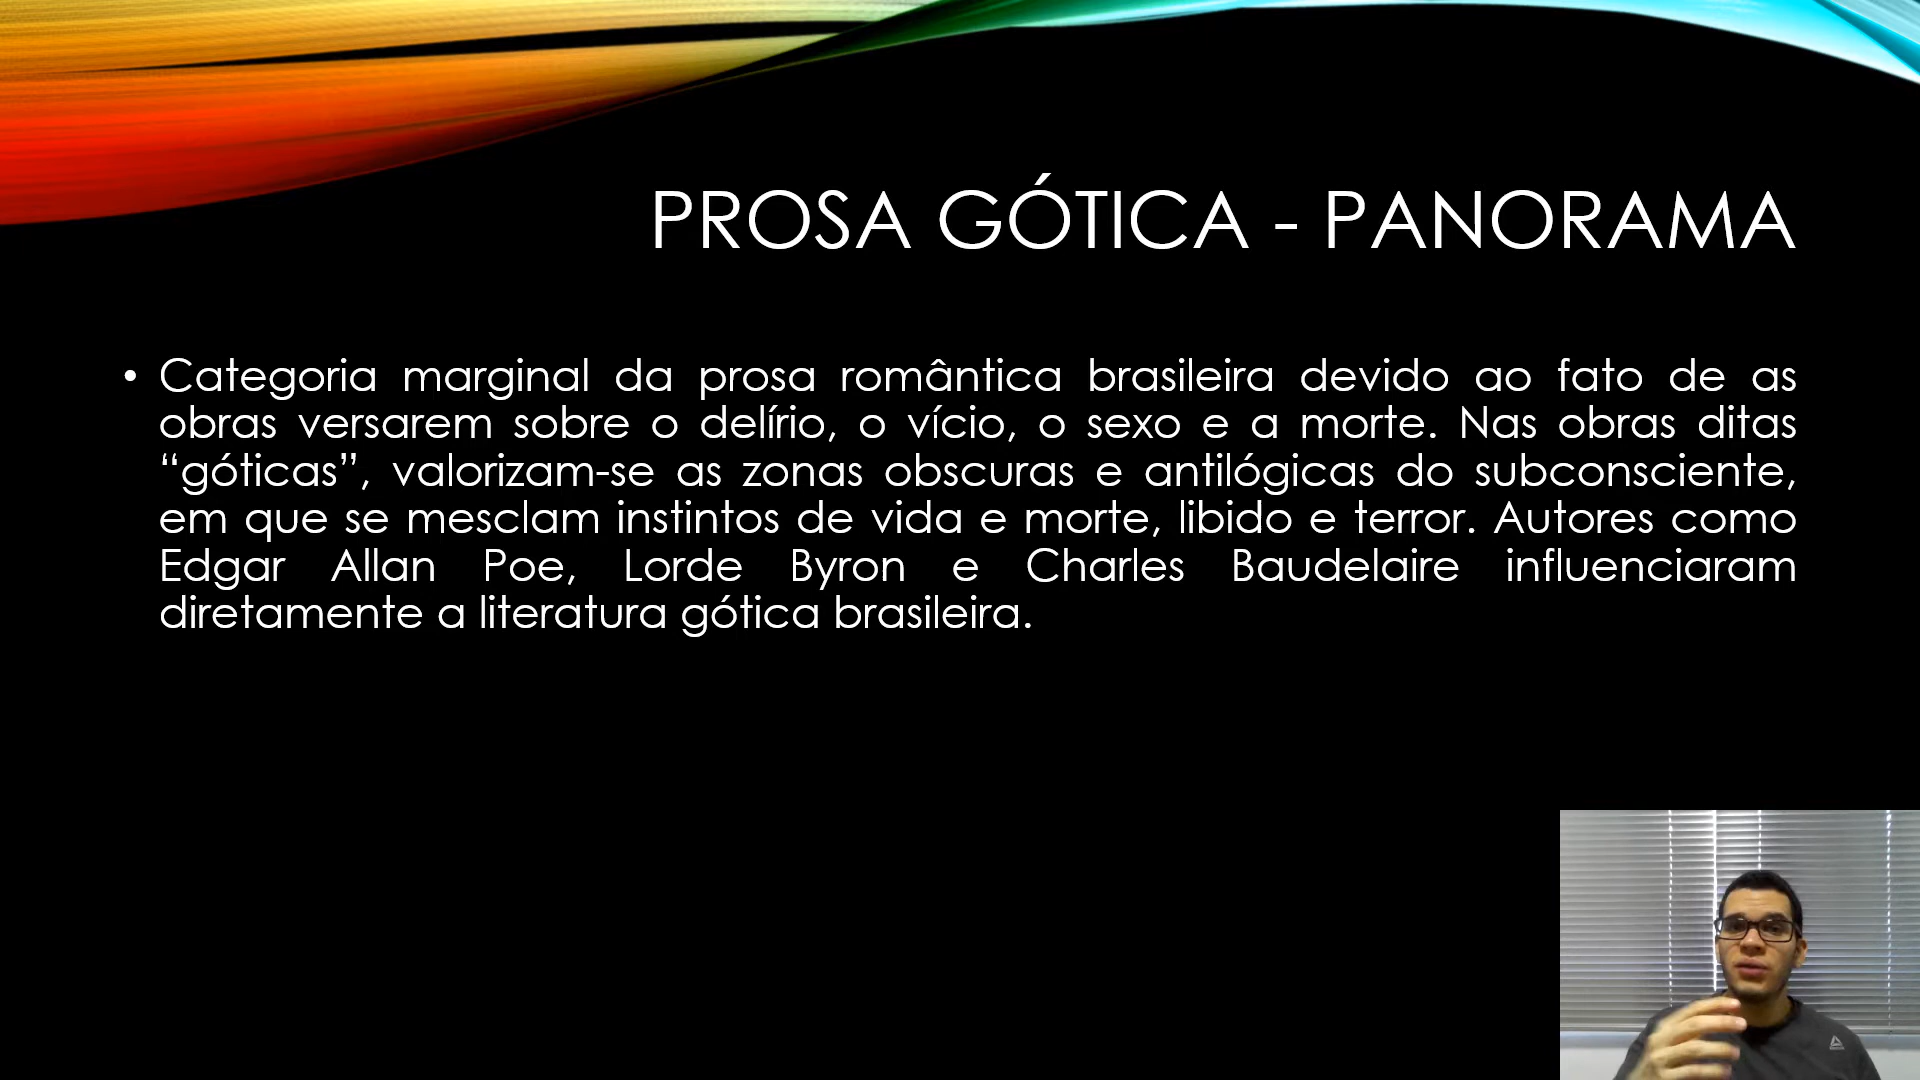 PROSA GÓTICA - PANORAMA
• Categoria marginal da prosa romântica brasileira devido ao fato de as
obras versarem sobre o delírio, o vício, o sexo e a morte. Nas obras ditas
“góticas”, valorizam-se as zonas obscuras e antilógicas do subconsciente,
em que se mesclam instintos de vida e morte, libido e terror. Autores como
Edgar Allan Poe, Lorde Byron e Charles Baudelaire influenciaram
diretamente a literatura gótica brasileira.